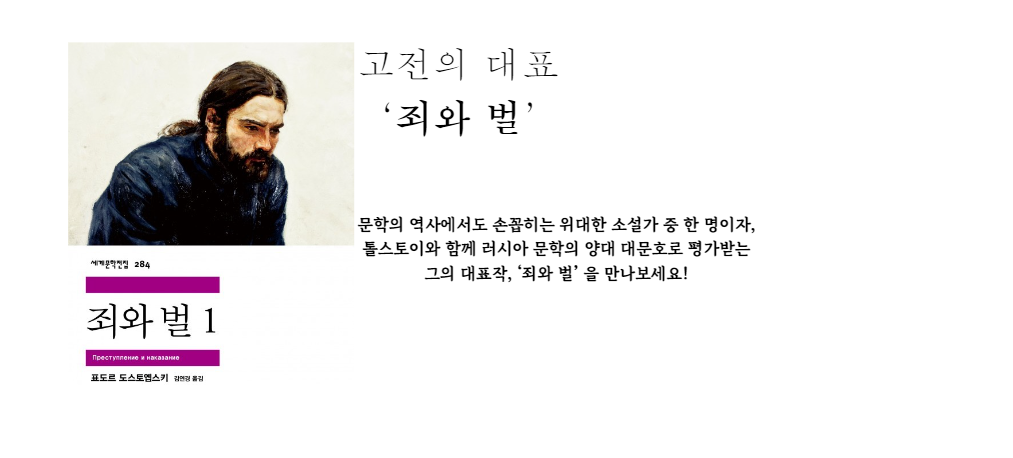 고전의 대표
‘죄와 벌’
문학의 역사에서도 손꼽히는 위대한 소설가 중 한 명이자,
톨스토이와 함께 러시아 문학의 양대 대문호로 평가받는
그의 대표작, ‘죄와 벌’ 을 만나보세요!
세계문학전집 284
죄와 벌 1
Преступление и наказание
표도르 도스토옙스키 김연경 옮김